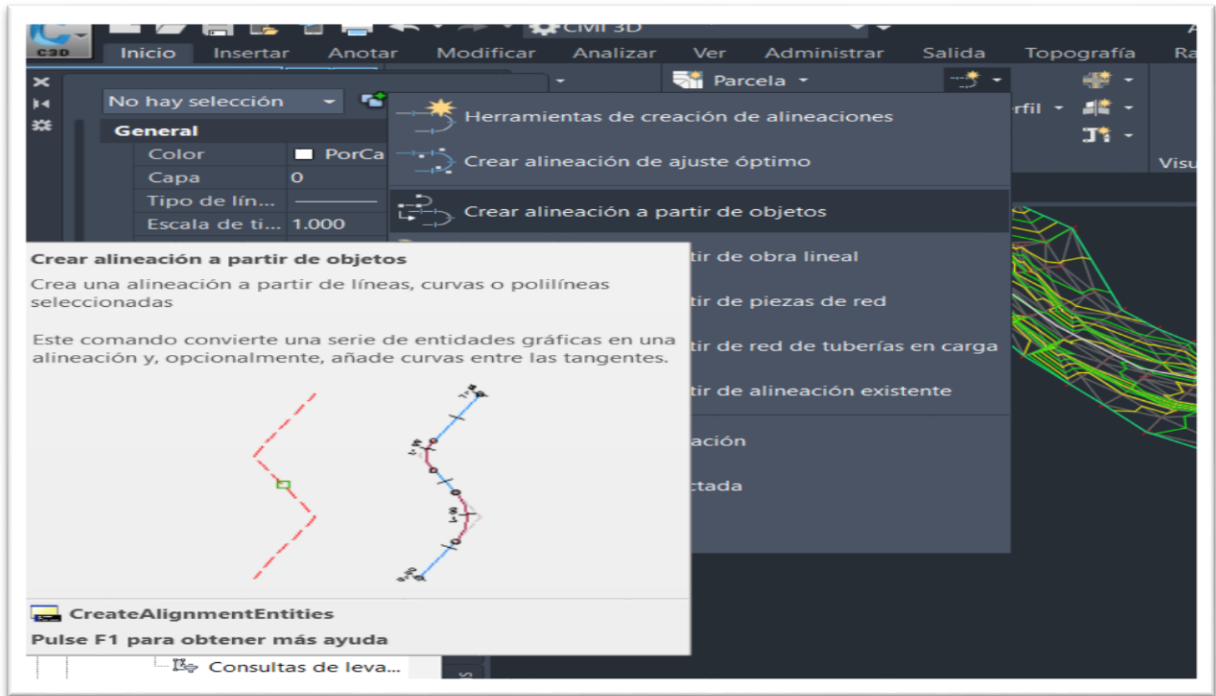 C3D
CIVIL 3D
Inicio Insertar Anotar Modificar Analizar Ver Administrar Salida Topografía Ra
Parcela
No hay selección
rfil
General
Color PorCa
Capa 0
Tipo de lín...
Escala de ti... 1.000
Visu
Herramientas de creación de alineaciones
Crear alineación de ajuste óptimo
Crear alineación a partir de objetos
tir de obra lineal
tir de piezas de red
tir de red de tuberías en carga
tir de alineación existente
ación
ctada
Crear alineación a partir de objetos
Crea una alineación a partir de líneas, curvas o polilíneas
seleccionadas
Este comando convierte una serie de entidades gráficas en una
alineación y, opcionalmente, añade curvas entre las tangentes.
CreateAlignmentEntities
Pulse F1 para obtener más ayuda
Consultas de leva...